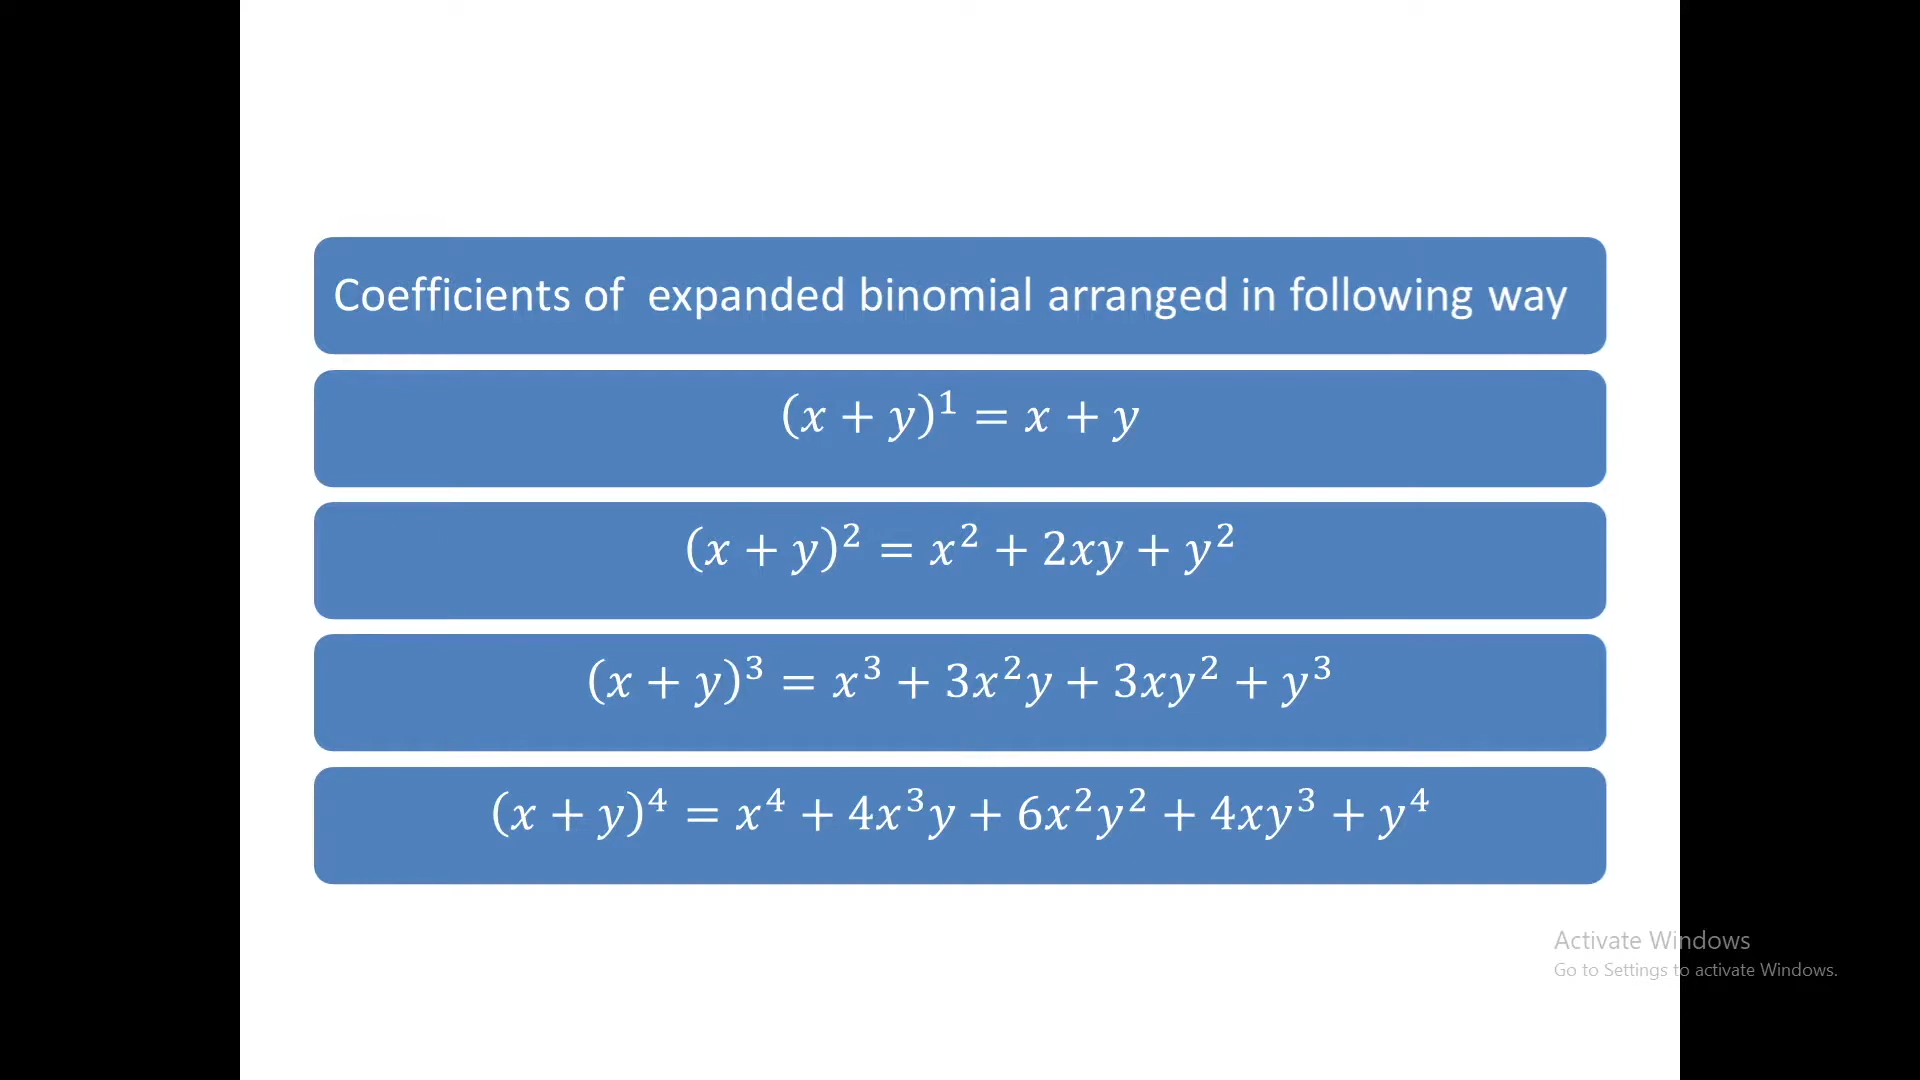 Coefficients of expanded binomial arranged in following way
(x + y)¹ = x + y
(x + y)² = x² + 2xy + y²
(x + y)³ = x³ + 3x²y + 3xy² + y³
(x + y)⁴ = x⁴ + 4x³y + 6x²y² + 4xy³ + y⁴
Activate Windows
Go to Settings to activate Windows.